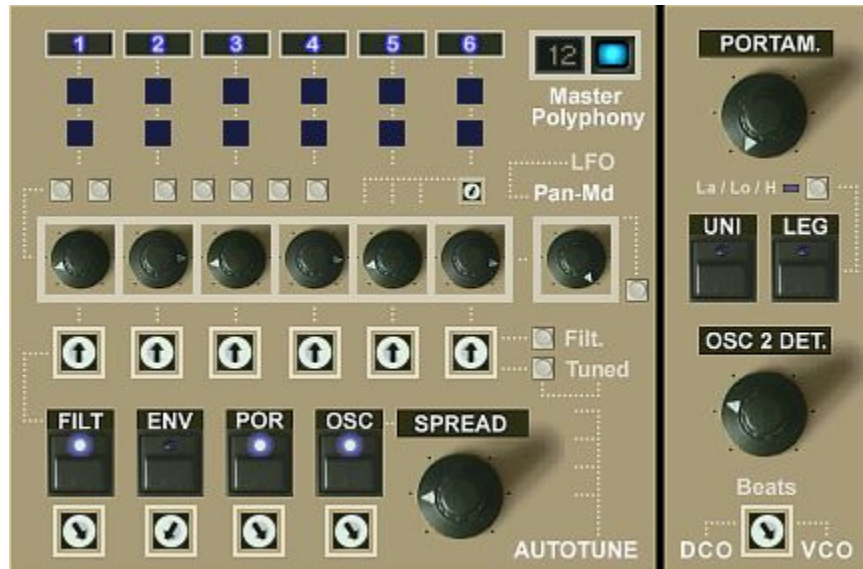 1 2 3 4 5 6
12
Master
Polyphony
LFO
Pan-Md
Filt.
Tuned
FILT ENV POR OSC SPREAD
AUTOTUNE
PORTAM.
La / Lo / H
UNI LEG
OSC 2 DET.
Beats
DCO VCO